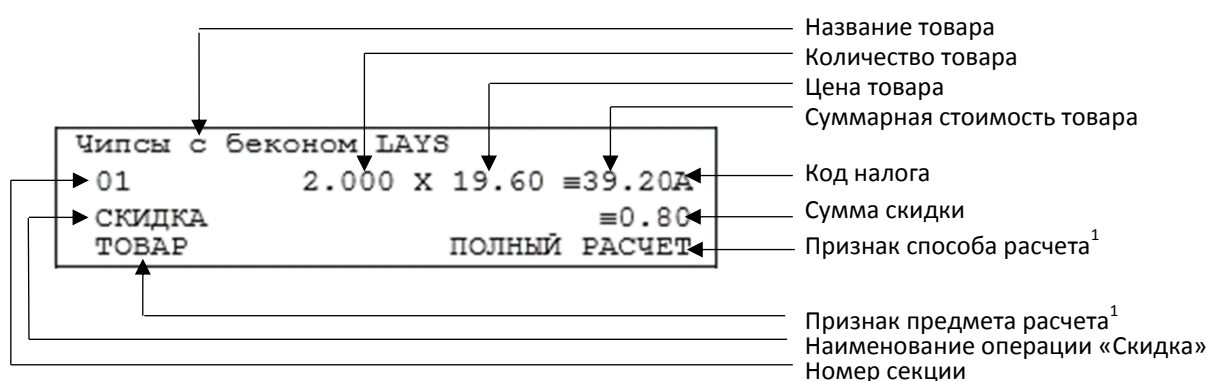 Название товара
Количество товара
Цена товара
Суммарная стоимость товара
Чипсы с беконом LAYS
01 2.000 X 19.60 ≡39.20А
Код налога
СКИДКА ≡0.80
Сумма скидки
ТОВАР ПОЛНЫЙ РАСЧЕТ
Признак способа расчета1
Признак предмета расчета1
Наименование операции «Скидка»
Номер секции